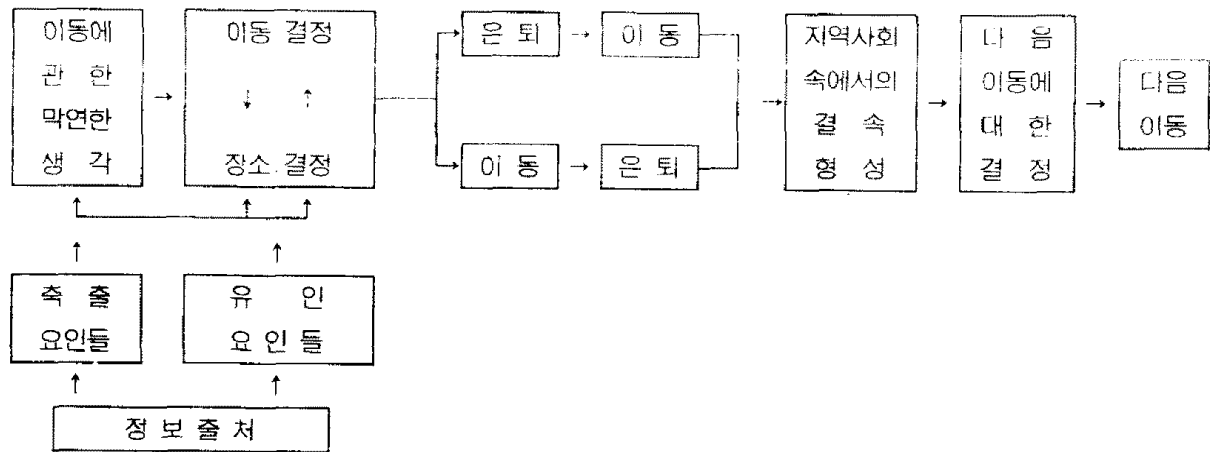 이동에
관 한
막연한
생 각
이동 결정
장소 결정
은 퇴
이 동
이 동
은 퇴
지역사회
속에서의
결 속
형 성
다 음
이동에
대 한
결 정
다음
이동
축 출
요인들
유 인
요 인 들
정 보 출 처